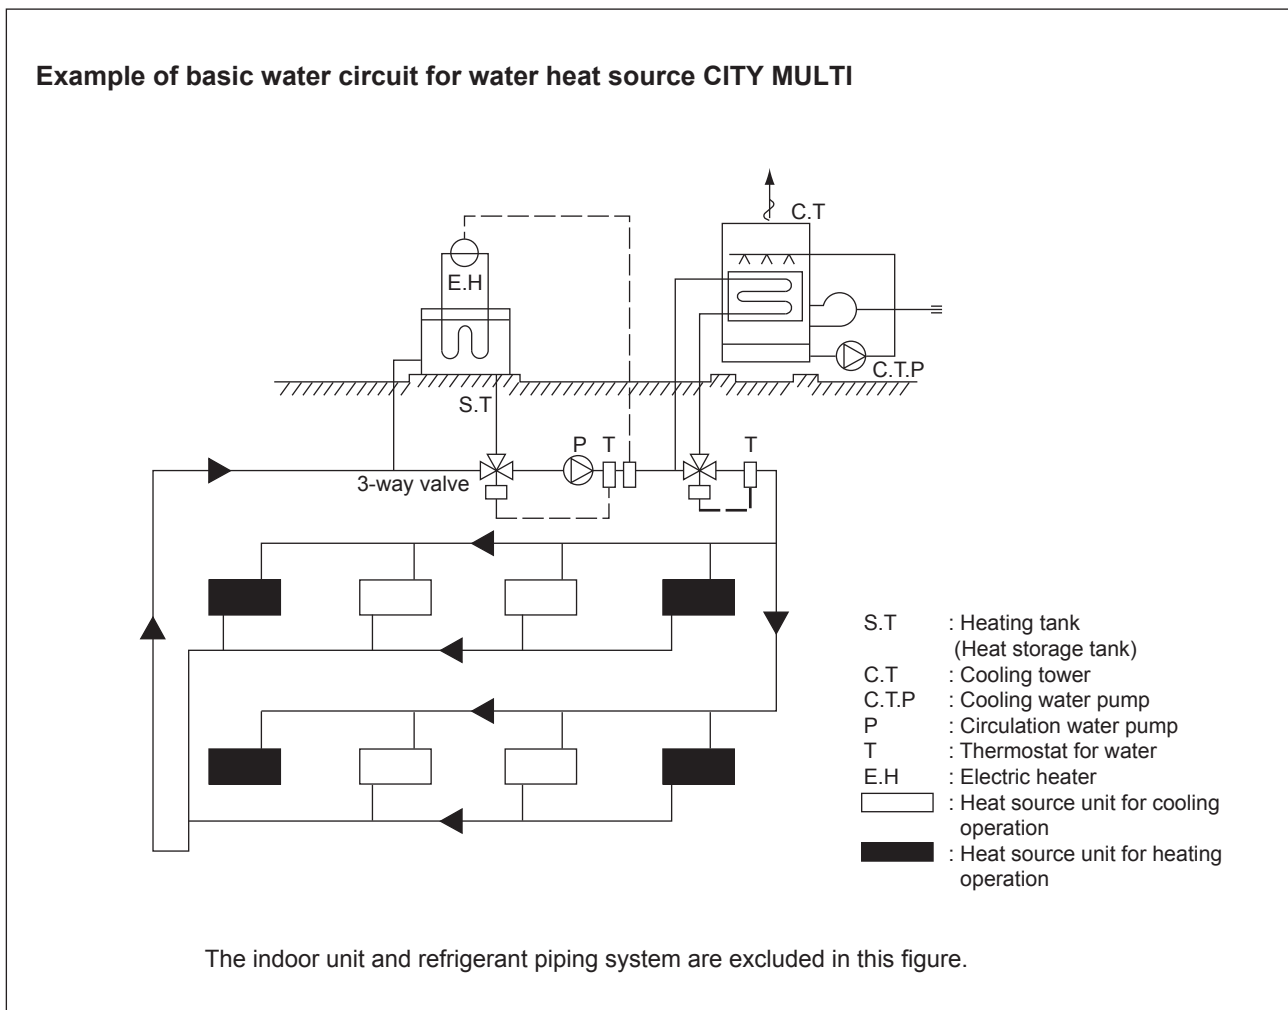 Example of basic water circuit for water heat source CITY MULTI
C.T
E.H
C.T.P
S.T
P T
T
3-way valve
S.T : Heating tank
(Heat storage tank)
C.T : Cooling tower
C.T.P : Cooling water pump
P : Circulation water pump
T : Thermostat for water
E.H : Electric heater
: Heat source unit for cooling
operation
: Heat source unit for heating
operation
The indoor unit and refrigerant piping system are excluded in this figure.